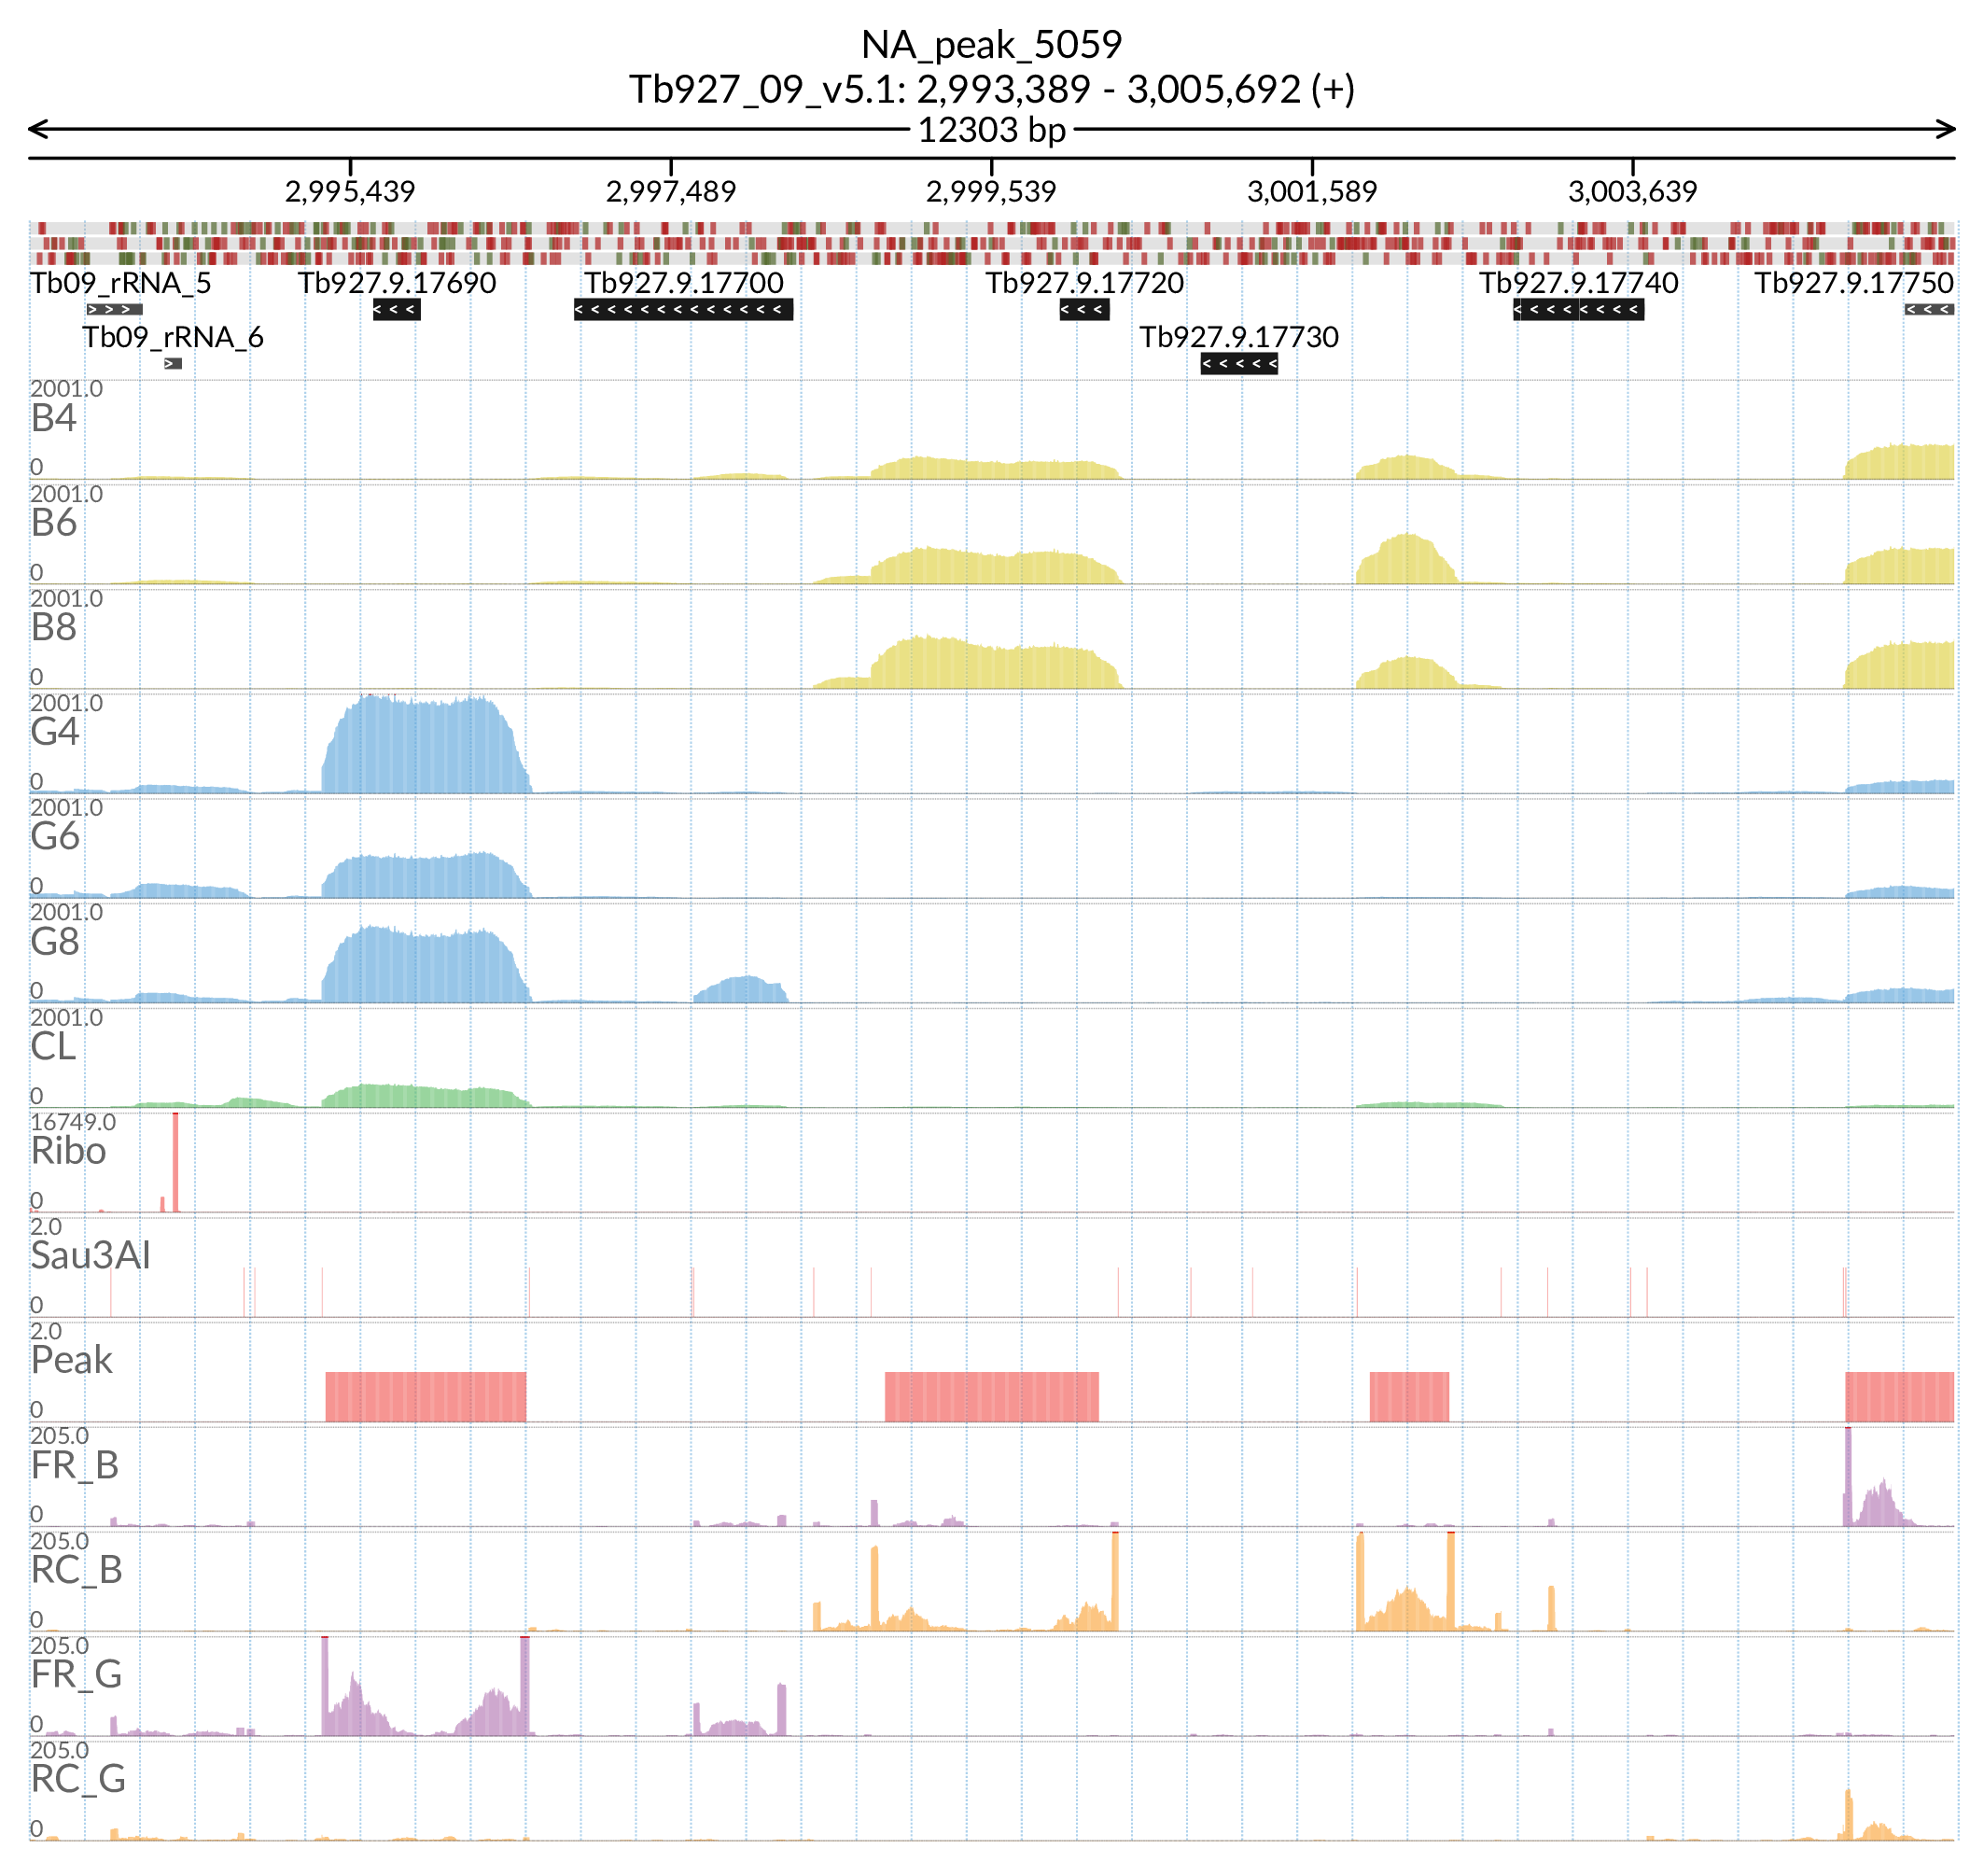 NA_peak_5059
Tb927_09_v5.1: 2,993,389 - 3,005,692 (+)
12303 bp
2,995,439 2,997,489 2,999,539 3,001,589 3,003,639
Tb09_rRNA_5 Tb927.9.17690 Tb927.9.17700 Tb927.9.17720 Tb927.9.17740 Tb927.9.17750
Tb09_rRNA_6 Tb927.9.17730
2001.0
B4
0
2001.0
B6
0
2001.0
B8
0
2001.0
G4
0
2001.0
G6
0
2001.0
G8
0
2001.0
CL
0
16749.0
Ribo
0
2.0
Sau3AI
0
2.0
Peak
0
205.0
FR_B
0
205.0
RC_B
0
205.0
FR_G
0
205.0
RC_G
0